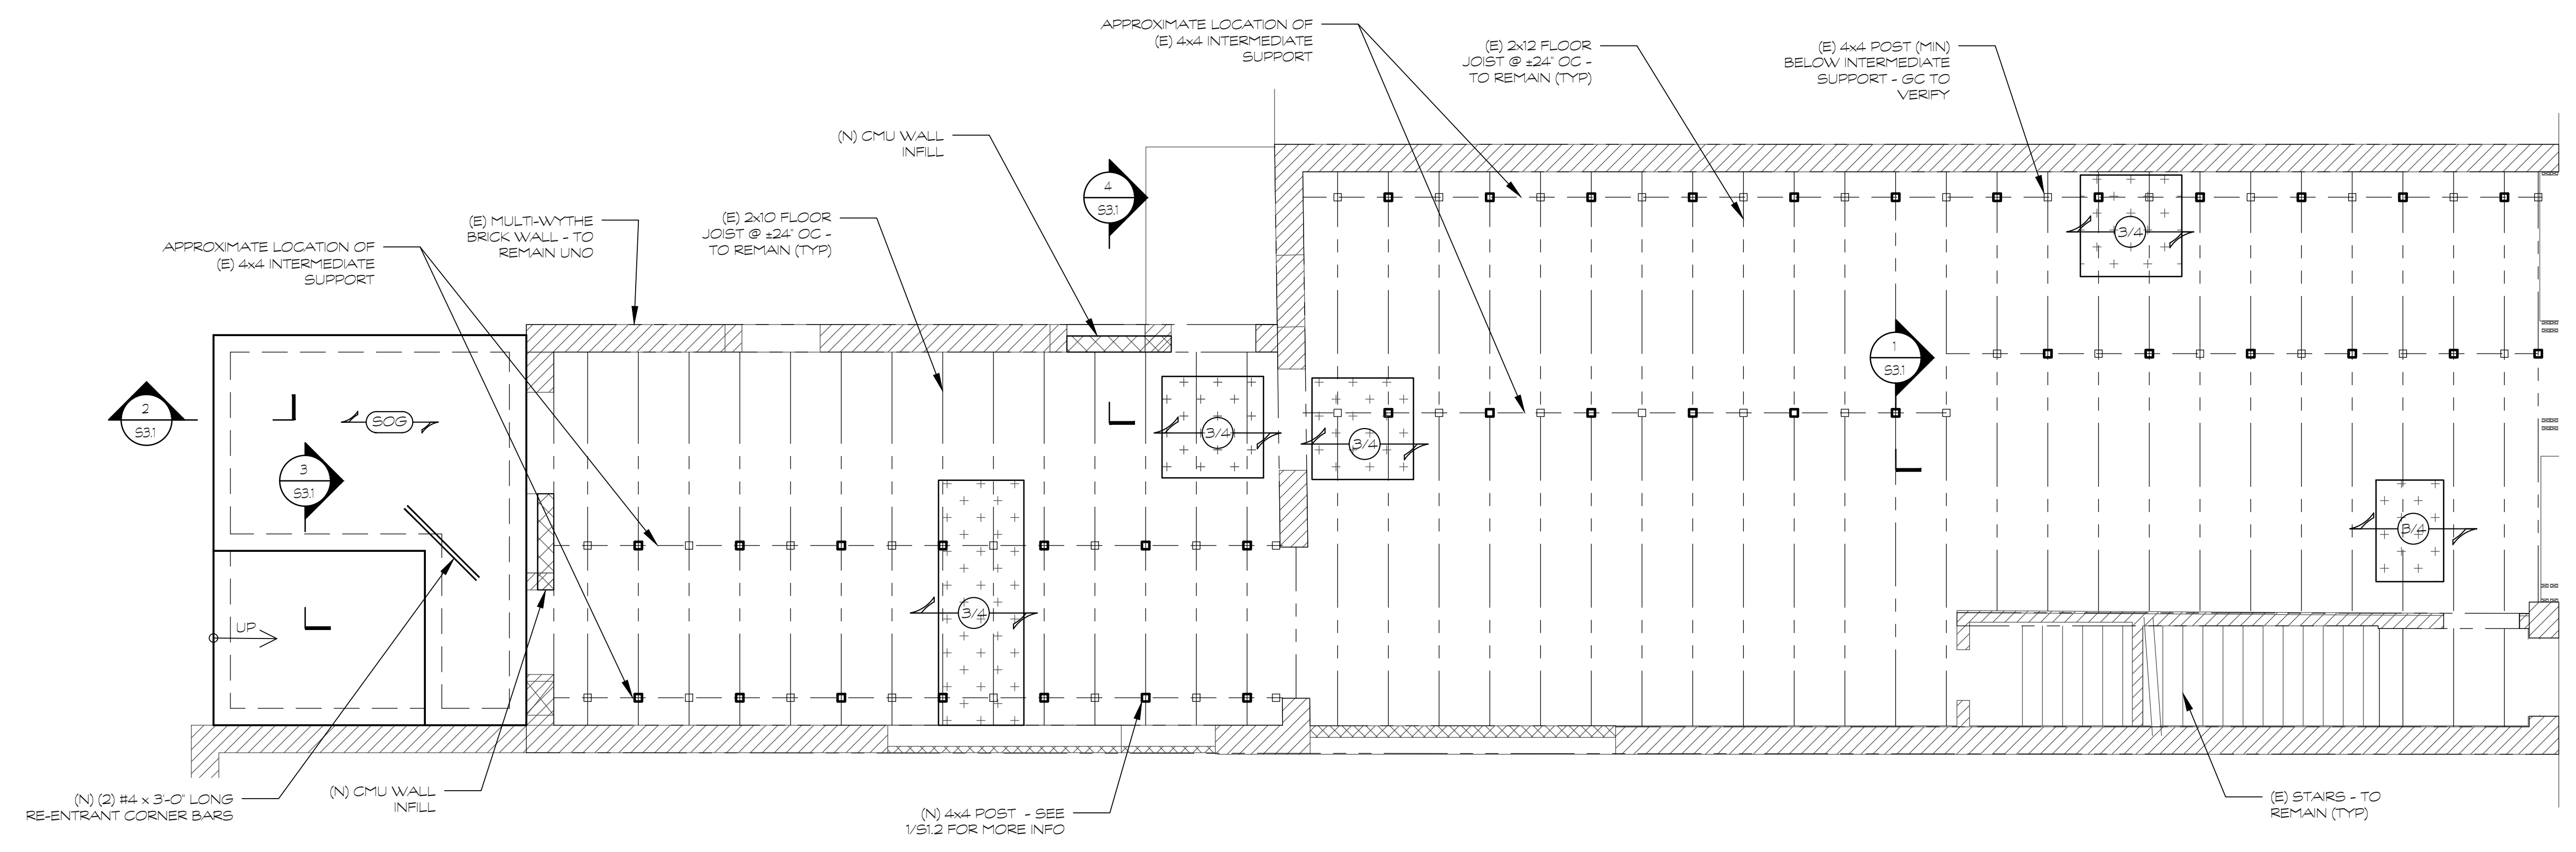 APPROXIMATE LOCATION OF
(E) 4x4 INTERMEDIATE
SUPPORT
(E) 2x12 FLOOR
JOIST @ ±24" OC -
TO REMAIN (TYP)
(E) 4x4 POST (MIN)
BELOW INTERMEDIATE
SUPPORT - GC TO
VERIFY
(N) CMU WALL
INFILL
4
S3.1
(E) MULTI-WYTHE
BRICK WALL - TO
REMAIN UNO
(E) 2x10 FLOOR
JOIST @ ±24" OC -
TO REMAIN (TYP)
APPROXIMATE LOCATION OF
(E) 4x4 INTERMEDIATE
SUPPORT
3/4
1
S3.1
2
S3.1
SOG
3/4
3/4
3
S3.1
3/4
3/4
UP
(N) (2) #4 x 3'-0" LONG
RE-ENTRANT CORNER BARS
(N) CMU WALL
INFILL
(N) 4x4 POST - SEE
1/S1.2 FOR MORE INFO
(E) STAIRS - TO
REMAIN (TYP)